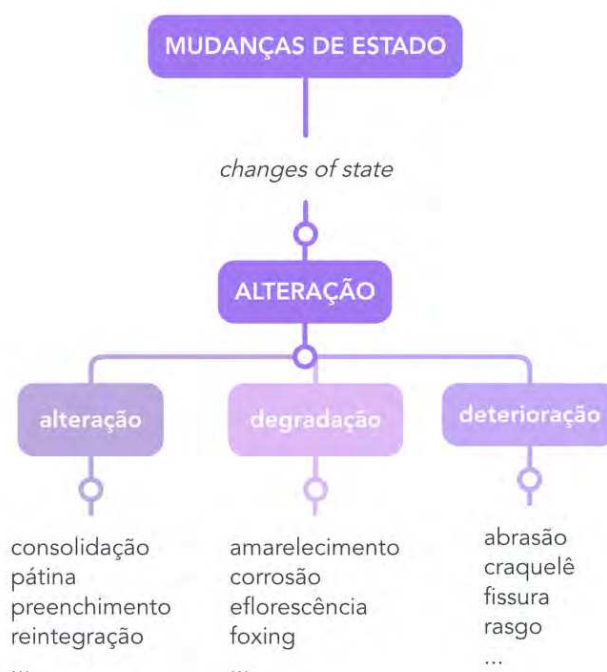 MUDANÇAS DE ESTADO
changes of state
ALTERAÇÃO
alteração
degradação
deterioração
consolidação
pátina
preenchimento
reintegração
...
amarelecimento
corrosão
eflorescência
foxing
...
abrasão
craquelê
fissura
rasgo
...